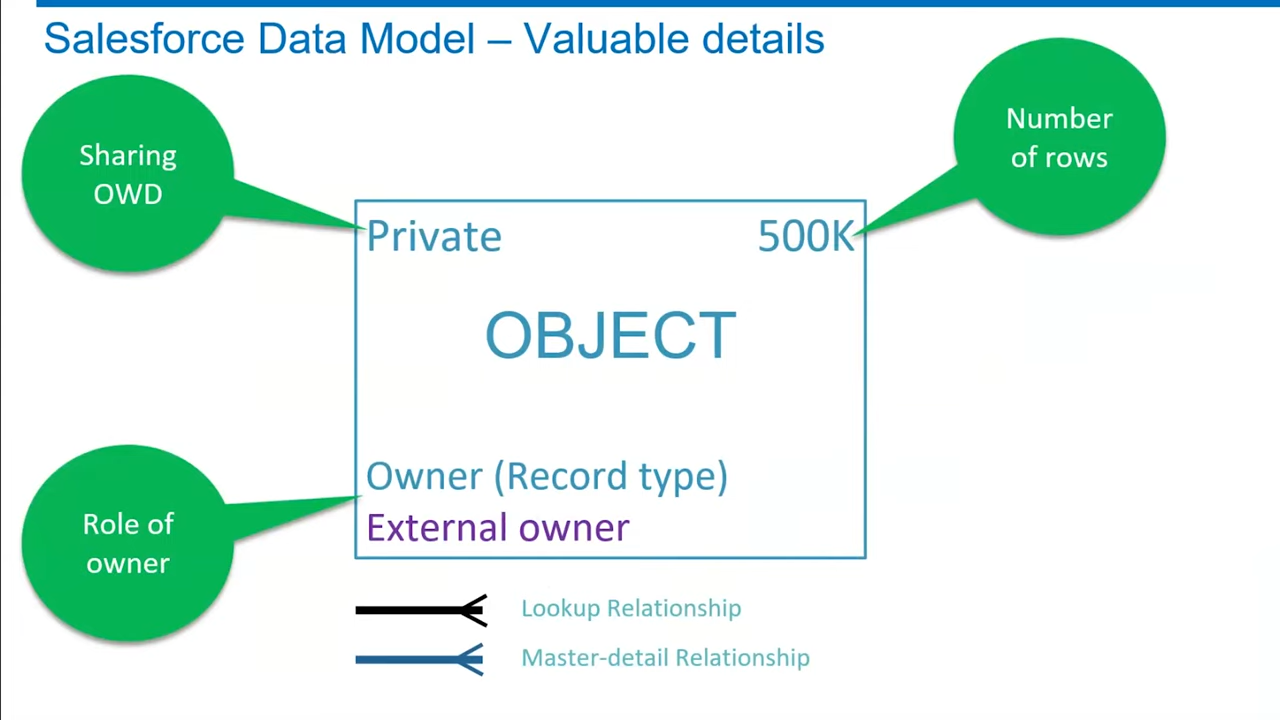 Salesforce Data Model – Valuable details
Sharing
OWD
Number
of rows
Private
500K
OBJECT
Owner (Record type)
External owner
Role of
owner
Lookup Relationship
Master-detail Relationship